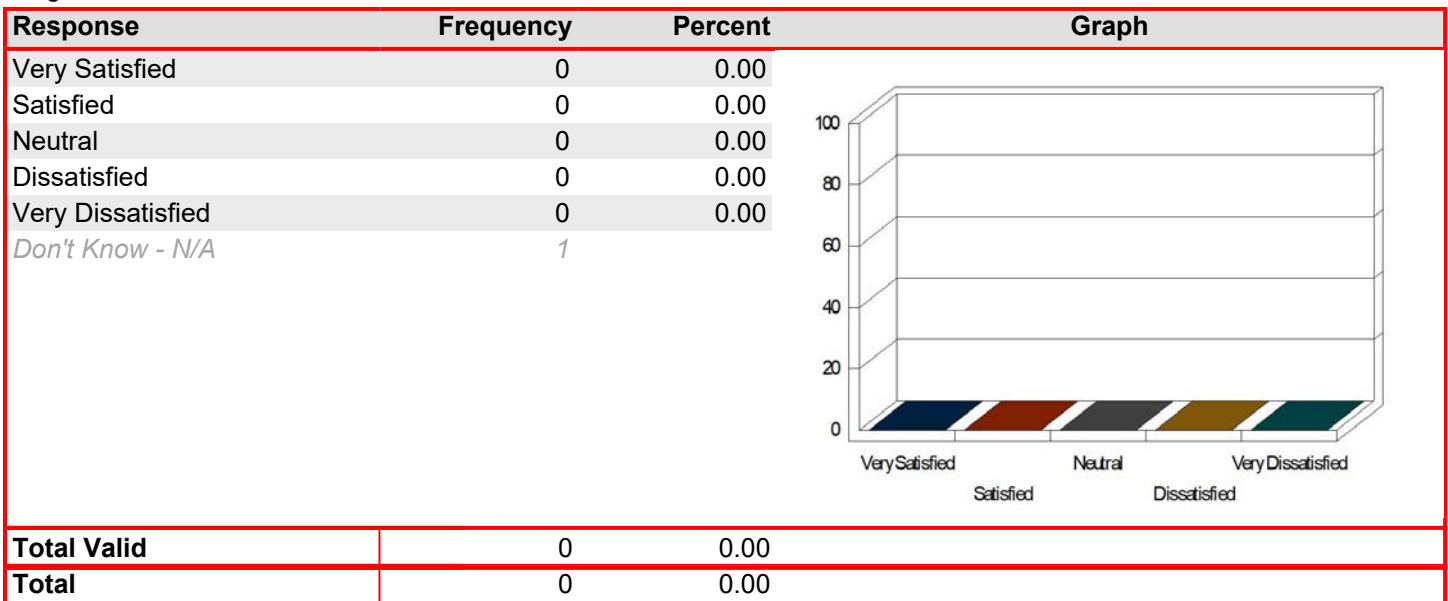 Response Frequency Percent Graph
Very Satisfied 0 0.00
Satisfied 0 0.00
Neutral 0 0.00
Dissatisfied 0 0.00
Very Dissatisfied 0 0.00
Don't Know - N/A 1
100
80
60
40
20
0
Very Satisfied Neutral Very Dissatisfied
Satisfied Dissatisfied
Total Valid 0 0.00
Total 0 0.00